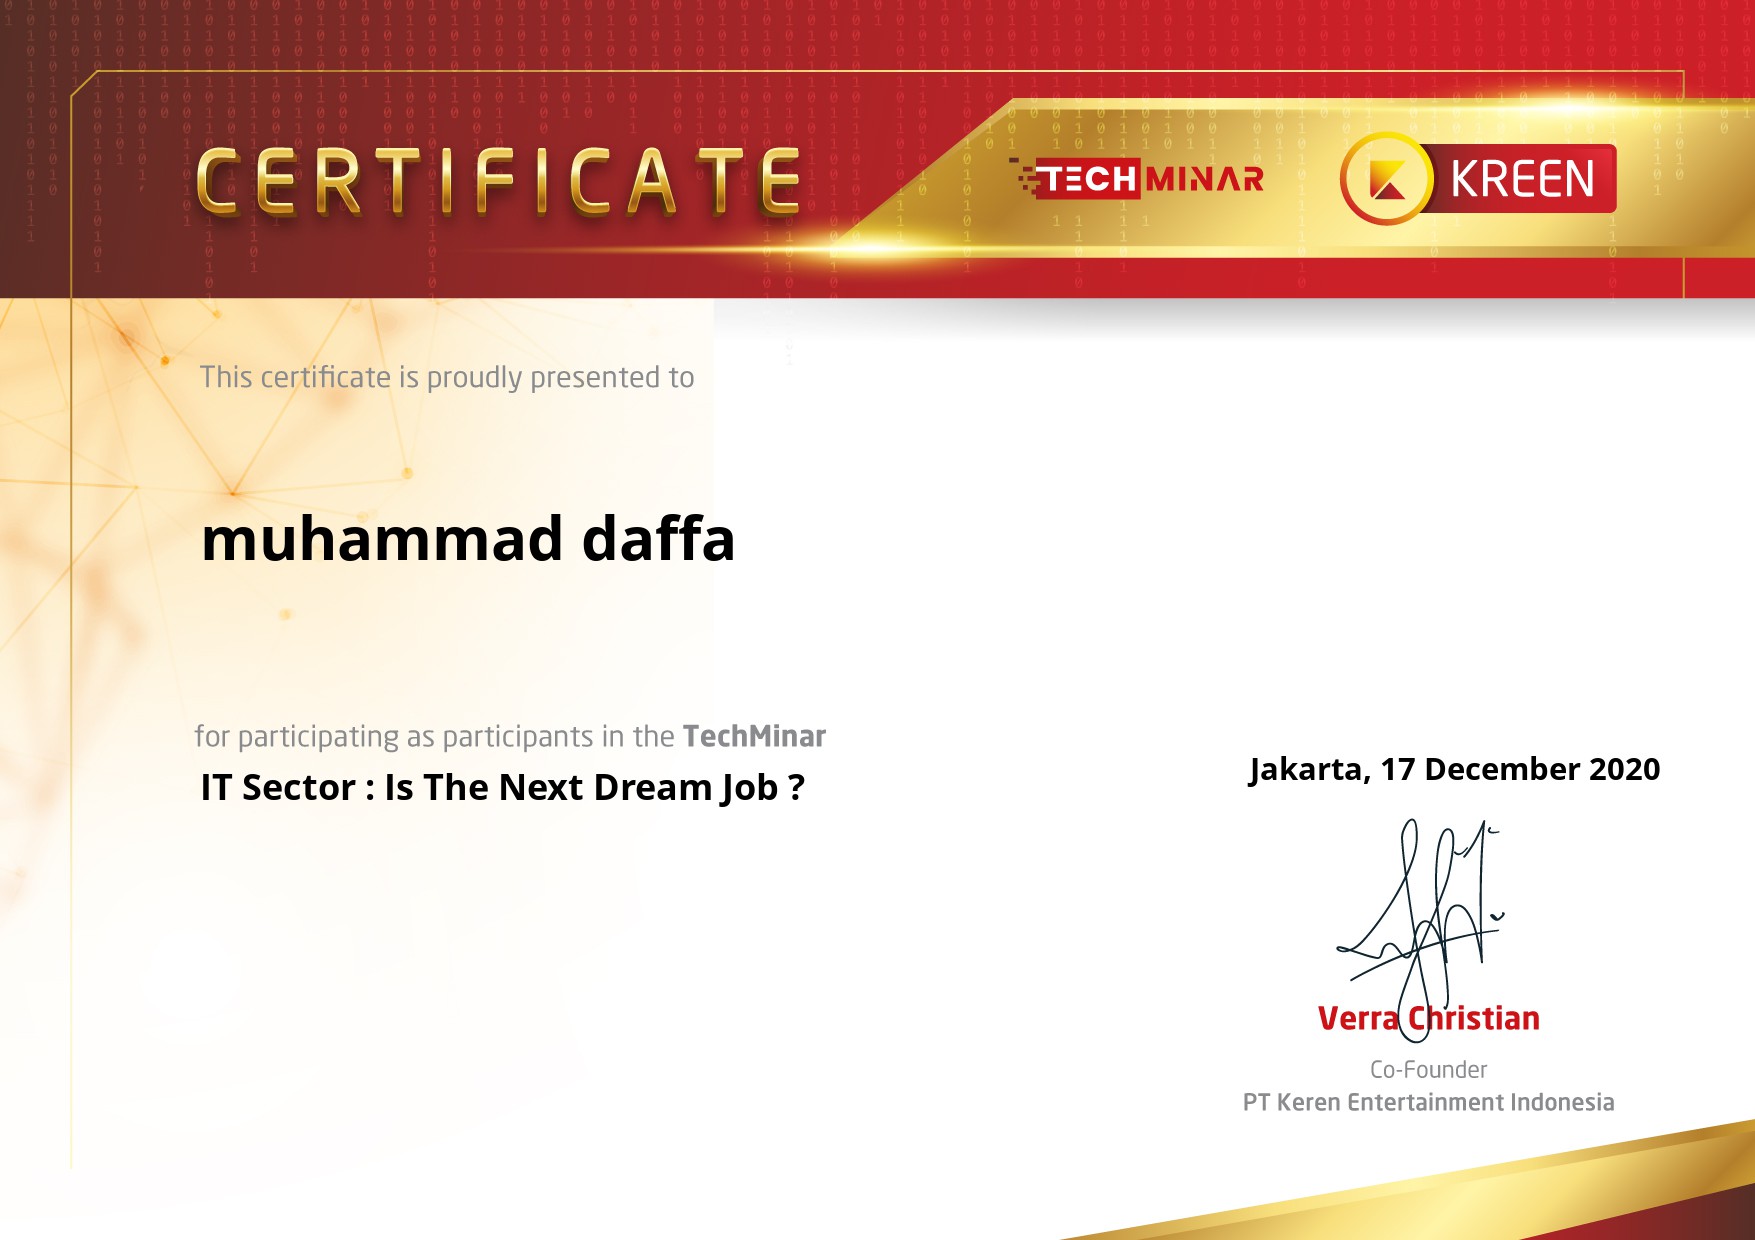 CERTIFICATE
TECHMINAR
KREEN
This certificate is proudly presented to
muhammad daffa
for participating as participants in the TechMinar
IT Sector : Is The Next Dream Job ?
Jakarta, 17 December 2020
Verra Christian
Co-Founder
PT Keren Entertainment Indonesia